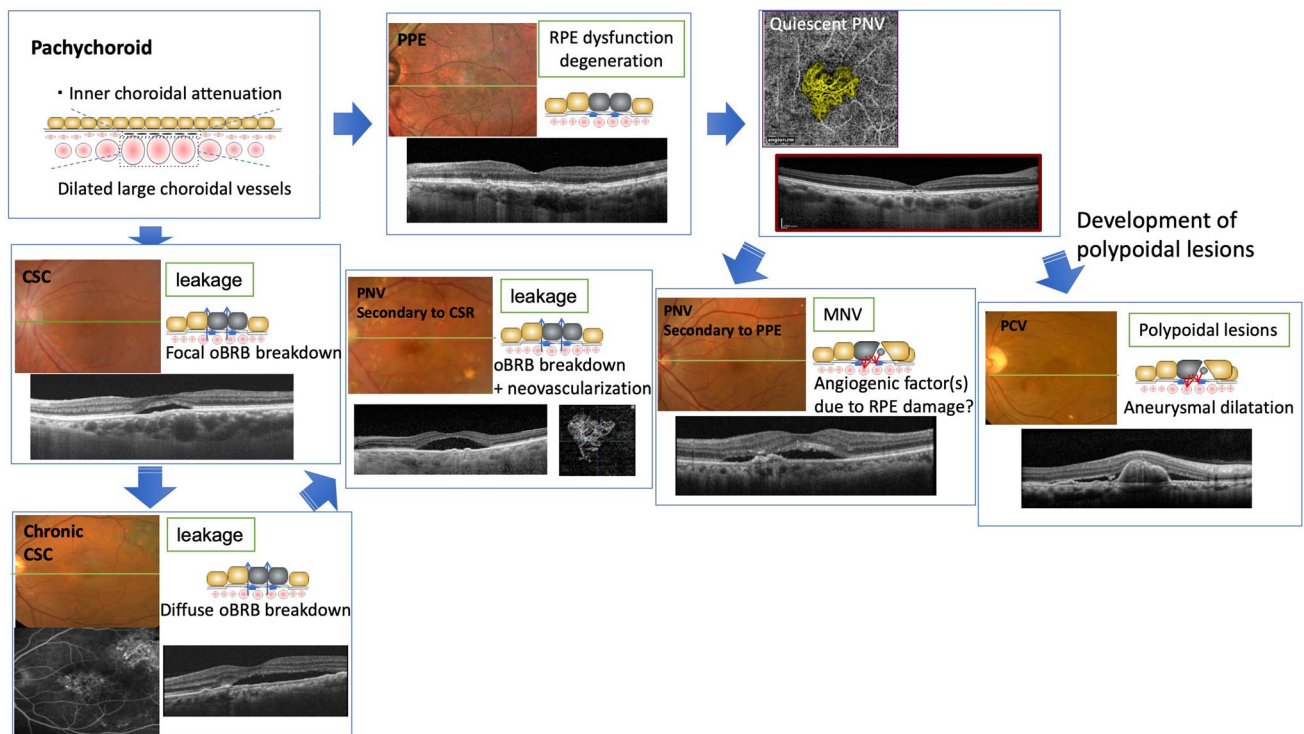 Pachychoroid
・Inner choroidal attenuation
Dilated large choroidal vessels
PPE
RPE dysfunction
degeneration
Quiescent PNV
angioFLOW
Development of
polypoidal lesions
CSC
leakage
Focal oBRB breakdown
PNV
Secondary to CSR
leakage
oBRB breakdown
+ neovascularization
PNV
Secondary to PPE
MNV
Angiogenic factor(s)
due to RPE damage?
PCV
Polypoidal lesions
Aneurysmal dilatation
Chronic
CSC
leakage
Diffuse oBRB breakdown